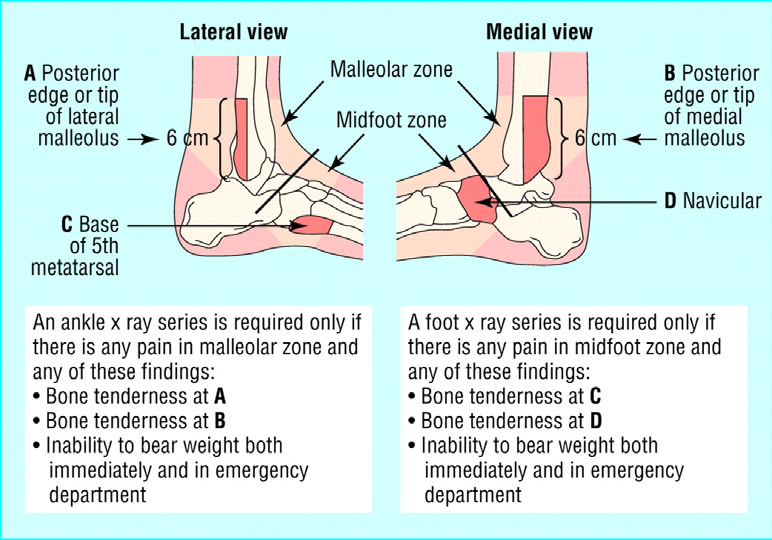 Lateral view
Medial view
A Posterior
edge or tip
of lateral
malleolus
6 cm
Malleolar zone
Midfoot zone
B Posterior
edge or tip
of medial
malleolus
6 cm
C Base
of 5th
metatarsal
D Navicular
An ankle x ray series is required only if
there is any pain in malleolar zone and
any of these findings:
• Bone tenderness at A
• Bone tenderness at B
• Inability to bear weight both
immediately and in emergency
department
A foot x ray series is required only if
there is any pain in midfoot zone and
any of these findings:
• Bone tenderness at C
• Bone tenderness at D
• Inability to bear weight both
immediately and in emergency
department